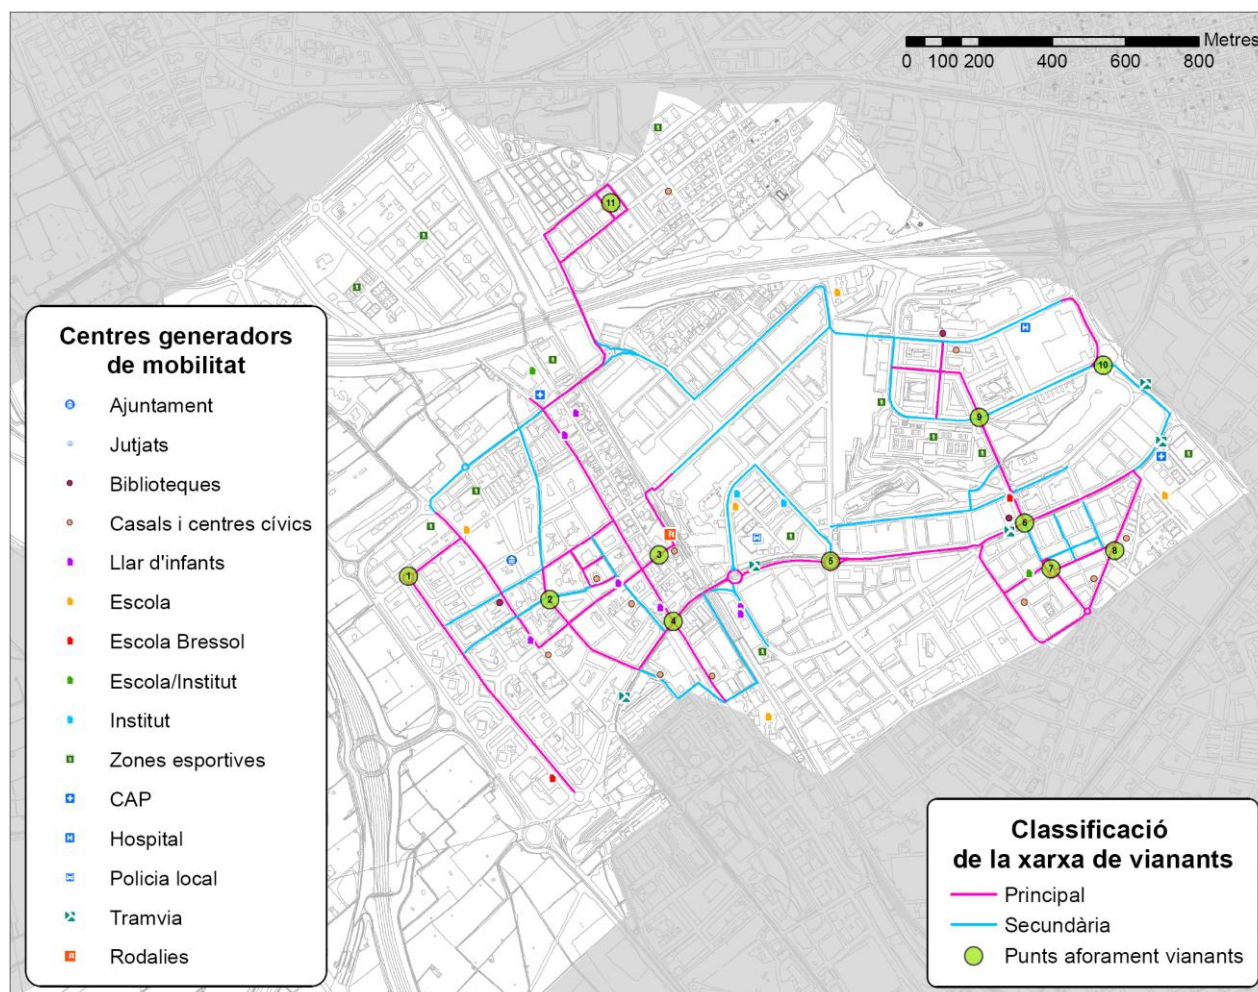 Metres
0 100 200 400 600 800
11
10
9
6
8
7
5
3
1
2
4
Centres generadors
de mobilitat
Ajuntament
Jutjats
Biblioteques
Casals i centres cívics
Llar d'infants
Escola
Escola Bressol
Escola/Institut
Institut
Zones esportives
CAP
Hospital
Policia local
Tramvia
Rodalies
Classificació
de la xarxa de vianants
Principal
Secundària
Punts aforament vianants